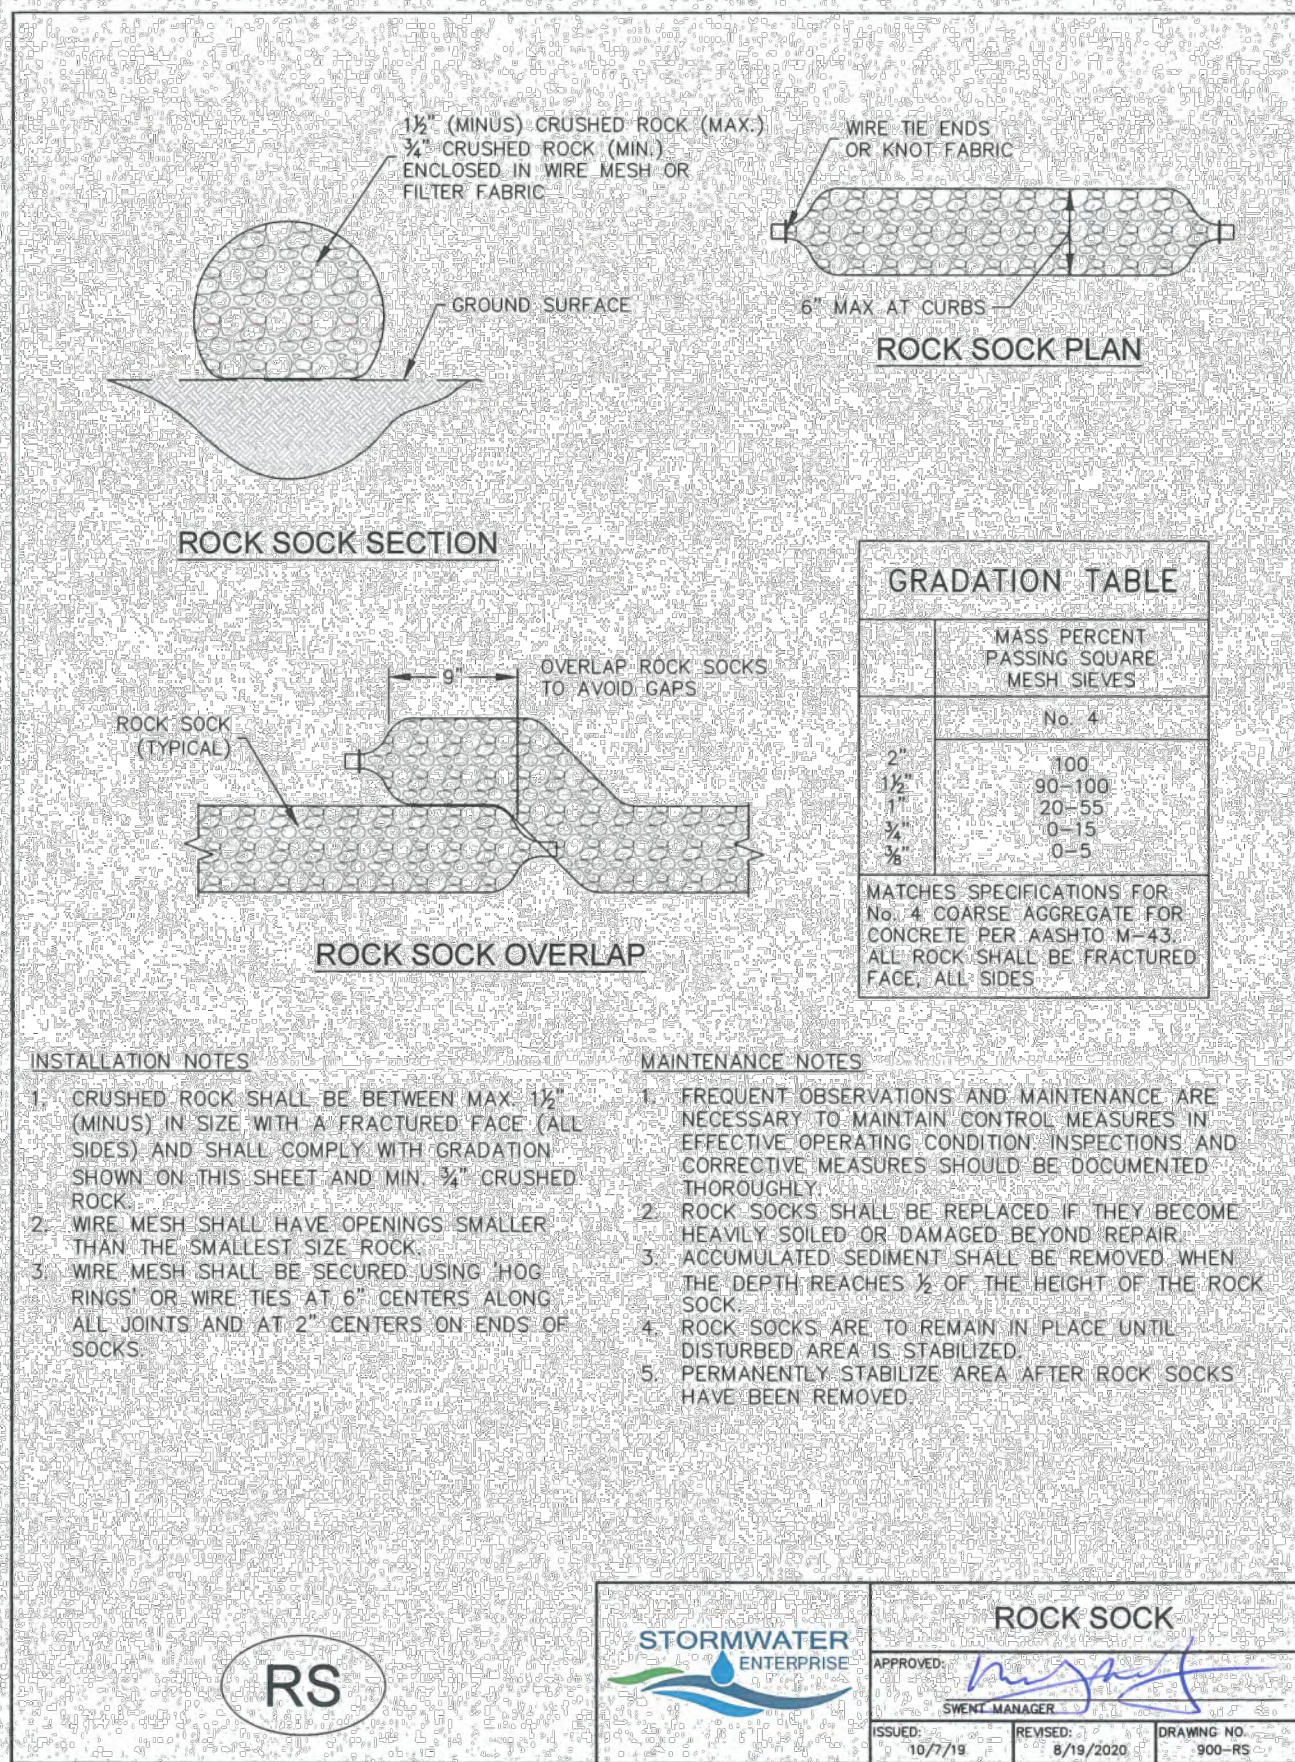 1½" (MINUS) CRUSHED ROCK (MAX.)
¾" CRUSHED ROCK (MIN.)
ENCLOSED IN WIRE MESH OR
FILTER FABRIC
GROUND SURFACE
ROCK SOCK SECTION
WIRE TIE ENDS
OR KNOT FABRIC
6" MAX AT CURBS
ROCK SOCK PLAN
9"
OVERLAP ROCK SOCKS
TO AVOID GAPS
ROCK SOCK
(TYPICAL)
ROCK SOCK OVERLAP
GRADATION TABLE
MASS PERCENT
PASSING SQUARE
MESH SIEVES
No. 4
2" 100
1½" 90-100
1" 20-55
¾" 0-15
⅜" 0-5
MATCHES SPECIFICATIONS FOR
No. 4 COARSE AGGREGATE FOR
CONCRETE PER AASHTO M-43.
ALL ROCK SHALL BE FRACTURED
FACE, ALL SIDES
INSTALLATION NOTES
1. CRUSHED ROCK SHALL BE BETWEEN MAX. 1½"
(MINUS) IN SIZE WITH A FRACTURED FACE (ALL
SIDES) AND SHALL COMPLY WITH GRADATION
SHOWN ON THIS SHEET AND MIN. ¾" CRUSHED
ROCK.
2. WIRE MESH SHALL HAVE OPENINGS SMALLER
THAN THE SMALLEST SIZE ROCK.
3. WIRE MESH SHALL BE SECURED USING 'HOG
RINGS' OR WIRE TIES AT 6" CENTERS ALONG
ALL JOINTS AND AT 2" CENTERS ON ENDS OF
SOCKS.
MAINTENANCE NOTES
1. FREQUENT OBSERVATIONS AND MAINTENANCE ARE
NECESSARY TO MAINTAIN CONTROL MEASURES IN
EFFECTIVE OPERATING CONDITION. INSPECTIONS AND
CORRECTIVE MEASURES SHOULD BE DOCUMENTED
THOROUGHLY.
2. ROCK SOCKS SHALL BE REPLACED IF THEY BECOME
HEAVILY SOILED OR DAMAGED BEYOND REPAIR.
3. ACCUMULATED SEDIMENT SHALL BE REMOVED WHEN
THE DEPTH REACHES ½ OF THE HEIGHT OF THE ROCK
SOCK.
4. ROCK SOCKS ARE TO REMAIN IN PLACE UNTIL
DISTURBED AREA IS STABILIZED.
5. PERMANENTLY STABILIZE AREA AFTER ROCK SOCKS
HAVE BEEN REMOVED.
RS
STORMWATER
ENTERPRISE
ROCK SOCK
APPROVED:
SWENT MANAGER
ISSUED: REVISED: DRAWING NO.
10/7/19 8/19/2020 900-RS